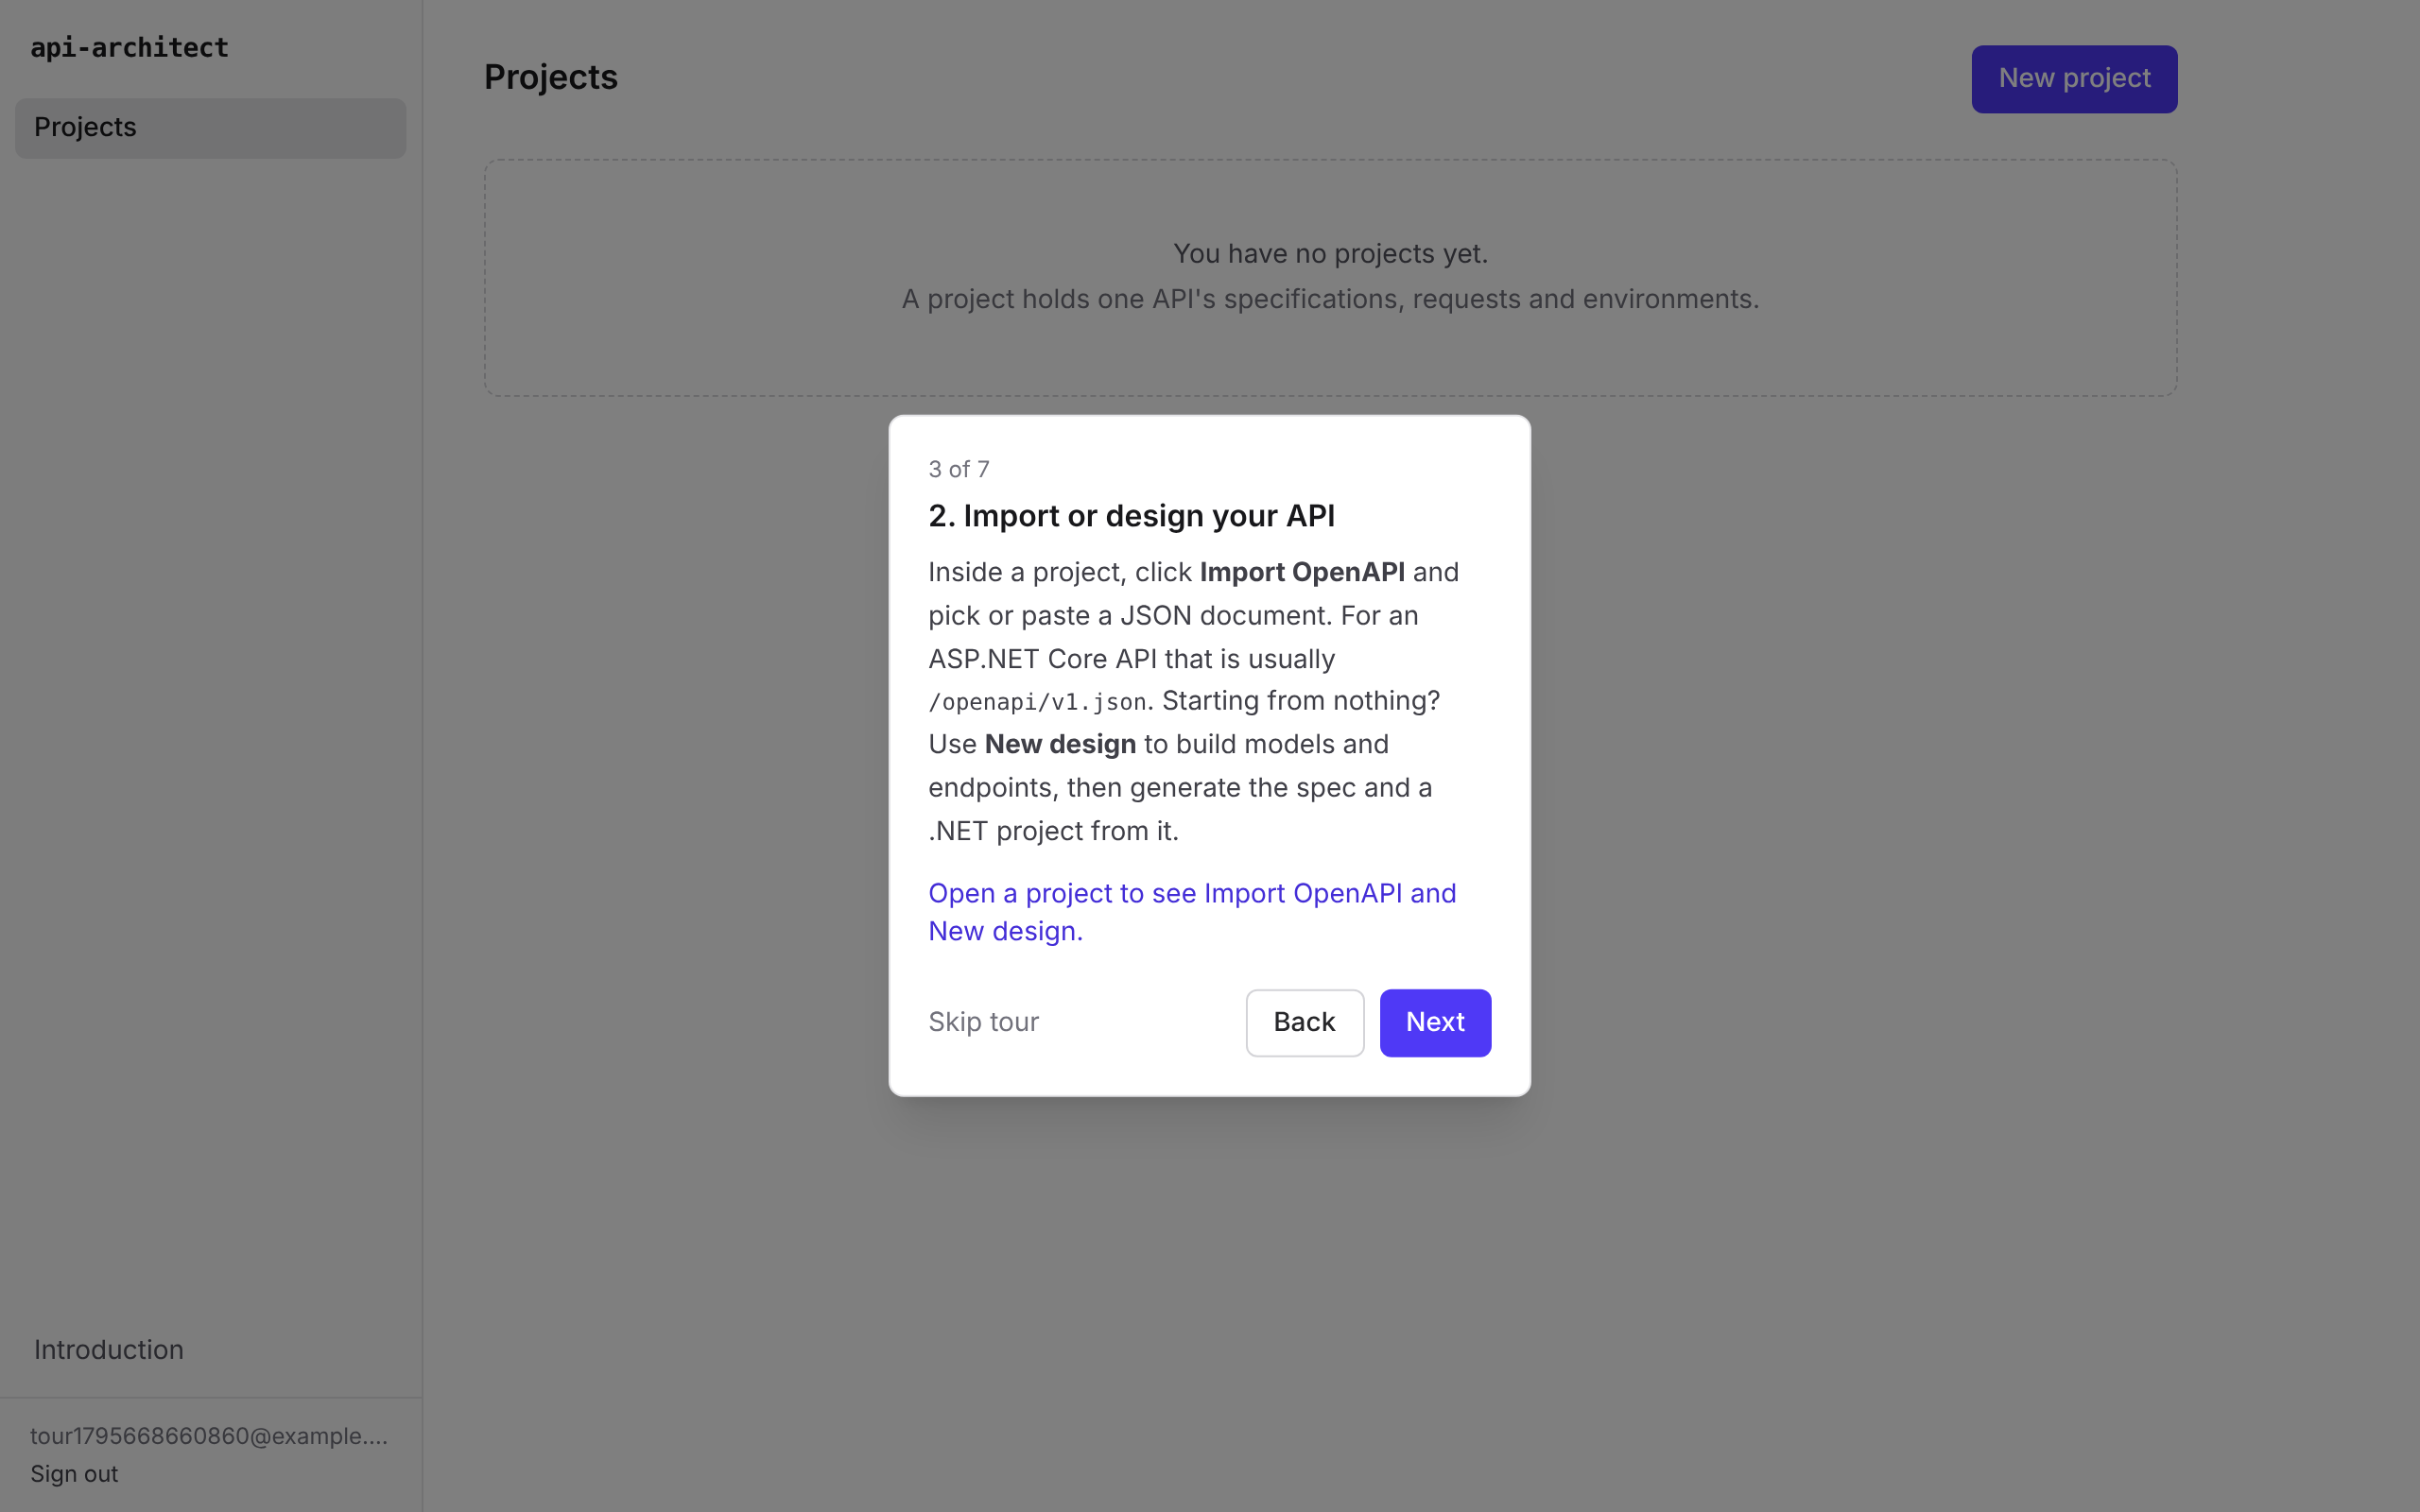 api-architect
Projects
Projects
New project
You have no projects yet.
A project holds one API's specifications, requests and environments.
3 of 7
2. Import or design your API
Inside a project, click Import OpenAPI and
pick or paste a JSON document. For an
ASP.NET Core API that is usually
/openapi/v1.json. Starting from nothing?
Use New design to build models and
endpoints, then generate the spec and a
.NET project from it.
Open a project to see Import OpenAPI and
New design.
Skip tour
Back
Next
Introduction
tour1795668660860@example....
Sign out